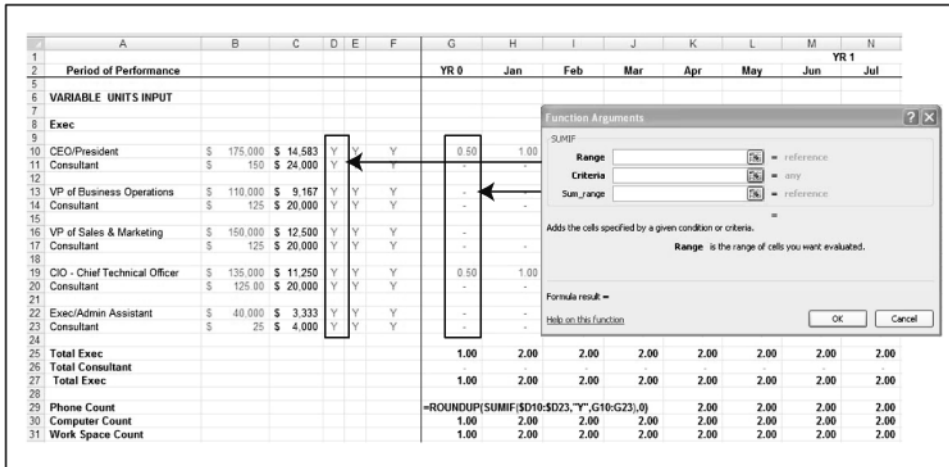 A B C D E F G H I J K L M N
1 YR 1
2 Period of Performance YR 0 Jan Feb Mar Apr May Jun Jul
5
6 VARIABLE UNITS INPUT
7
8 Exec
9
10 CEO/President $ 175,000 $ 14,583 Y Y Y 0.50 1.00
11 Consultant $ 150 $ 24,000 Y Y - -
12
13 VP of Business Operations $ 110,000 $ 9,167 Y Y Y - -
14 Consultant $ 125 $ 20,000 Y Y Y - -
15
16 VP of Sales & Marketing $ 150,000 $ 12,500 Y Y Y -
17 Consultant $ 125 $ 20,000 Y Y Y - -
18
19 CIO - Chief Technical Officer $ 135,000 $ 11,250 Y Y Y 0.50 1.00
20 Consultant $ 125.00 $ 20,000 Y Y Y - -
21
22 Exec/Admin Assistant $ 40,000 $ 3,333 Y Y Y - -
23 Consultant $ 25 $ 4,000 Y Y Y - -
24
25 Total Exec 1.00 2.00 2.00 2.00 2.00 2.00 2.00 2.00
26 Total Consultant - - - - - - - -
27 Total Exec 1.00 2.00 2.00 2.00 2.00 2.00 2.00 2.00
28
29 Phone Count =ROUNDUP(SUMIF($D10:$D23,"Y",G10:G23),0) 2.00 2.00 2.00 2.00
30 Computer Count 1.00 2.00 2.00 2.00 2.00 2.00 2.00 2.00
31 Work Space Count 1.00 2.00 2.00 2.00 2.00 2.00 2.00 2.00
Function Arguments
SUMIF
Range = reference
Criteria = any
Sum_range = reference
=
Adds the cells specified by a given condition or criteria.
Range is the range of cells you want evaluated.
Formula result =
Help on this function
OK Cancel